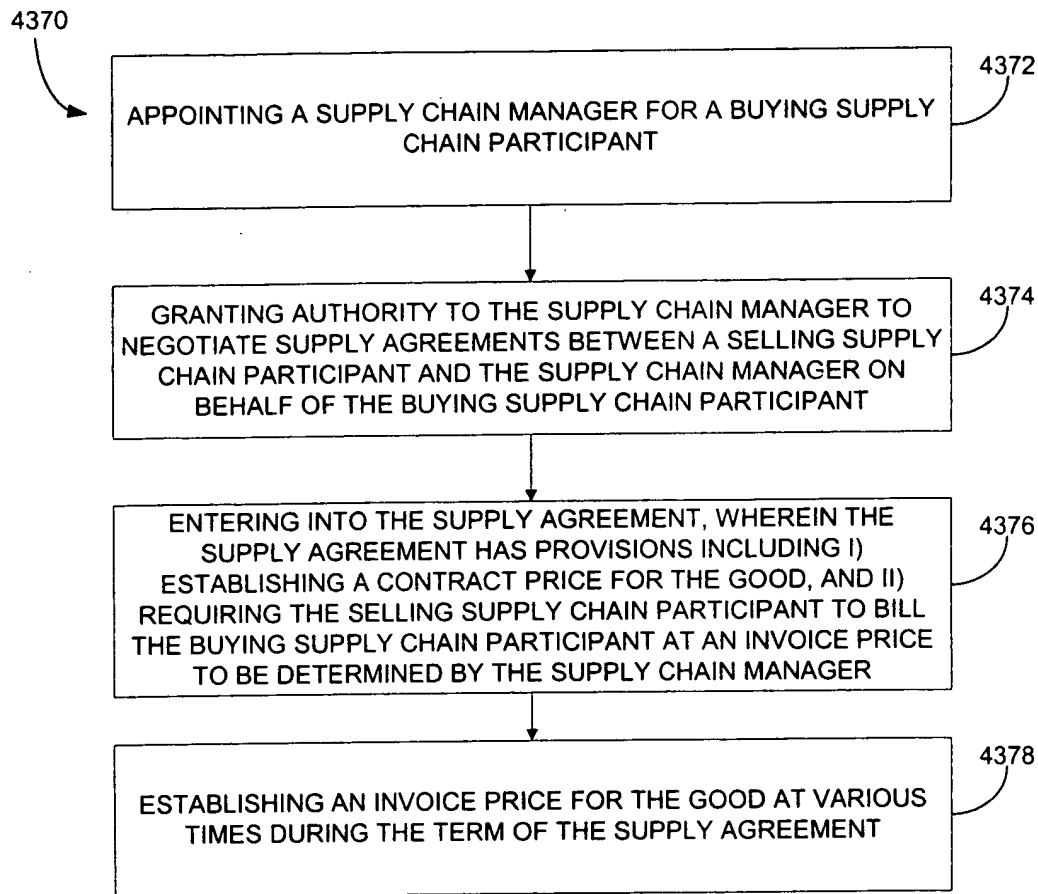 4370
4372
APPOINTING A SUPPLY CHAIN MANAGER FOR A BUYING SUPPLY
CHAIN PARTICIPANT
4374
GRANTING AUTHORITY TO THE SUPPLY CHAIN MANAGER TO
NEGOTIATE SUPPLY AGREEMENTS BETWEEN A SELLING SUPPLY
CHAIN PARTICIPANT AND THE SUPPLY CHAIN MANAGER ON
BEHALF OF THE BUYING SUPPLY CHAIN PARTICIPANT
4376
ENTERING INTO THE SUPPLY AGREEMENT, WHEREIN THE
SUPPLY AGREEMENT HAS PROVISIONS INCLUDING I)
ESTABLISHING A CONTRACT PRICE FOR THE GOOD, AND II)
REQUIRING THE SELLING SUPPLY CHAIN PARTICIPANT TO BILL
THE BUYING SUPPLY CHAIN PARTICIPANT AT AN INVOICE PRICE
TO BE DETERMINED BY THE SUPPLY CHAIN MANAGER
4378
ESTABLISHING AN INVOICE PRICE FOR THE GOOD AT VARIOUS
TIMES DURING THE TERM OF THE SUPPLY AGREEMENT